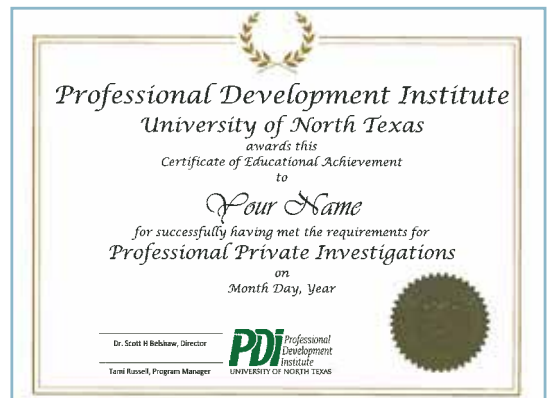 Professional Development Institute
University of North Texas
awards this
Certificate of Educational Achievement
to
Your Name
for successfully having met the requirements for
Professional Private Investigations
on
Month Day, Year
Dr. Scott H Belshaw, Director
Tami Russell, Program Manager
PDi Professional
Development
Institute
UNIVERSITY OF NORTH TEXAS